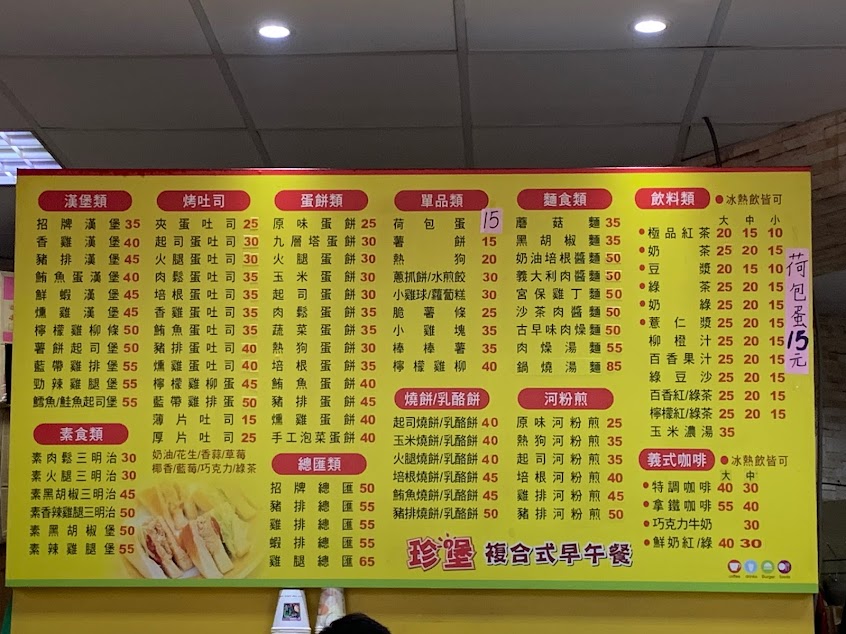 漢堡類
招牌漢堡 35
香雞漢堡 40
豬排漢堡 40
鮪魚蛋漢堡 40
鮮蝦漢堡 45
燻雞漢堡 45
檸檬雞柳條 50
薯餅起司堡 50
藍帶雞排堡 55
勁辣雞腿堡 55
鱈魚/鮭魚起司堡 55
素食類
素肉鬆三明治 30
素火腿三明治 30
素黑胡椒三明治 45
素香辣雞腿三明治 50
素黑胡椒堡 50
素辣雞腿堡 55
烤吐司
夾蛋吐司 25
起司蛋吐司 30
火腿蛋吐司 30
肉鬆蛋吐司 35
培根蛋吐司 35
香雞蛋吐司 35
鮪魚蛋吐司 35
豬排蛋吐司 40
燻雞蛋吐司 40
檸檬雞柳蛋 45
藍帶雞排蛋 50
薄片吐司 15
厚片吐司 25
奶油/花生/香蒜/草莓
椰香/藍莓/巧克力/綠茶
蛋餅類
原味蛋餅 25
九層塔蛋餅 30
火腿蛋餅 30
玉米蛋餅 30
起司蛋餅 30
肉鬆蛋餅 35
蔬菜蛋餅 35
熱狗蛋餅 30
培根蛋餅 35
鮪魚蛋餅 40
豬排蛋餅 45
燻雞蛋餅 40
手工泡菜蛋餅 40
總匯類
招牌總匯 50
豬排總匯 55
雞排總匯 55
蝦排總匯 55
雞腿總匯 65
單品類
荷包蛋 15
薯餅 15
熱狗 20
蔥抓餅/水煎餃 30
小雞球/蘿蔔糕 30
脆薯條 25
小雞塊 35
棒棒薯 35
檸檬雞柳 40
燒餅/乳酪餅
起司燒餅/乳酪餅 40
玉米燒餅/乳酪餅 40
火腿燒餅/乳酪餅 40
培根燒餅/乳酪餅 45
鮪魚燒餅/乳酪餅 45
豬排燒餅/乳酪餅 50
麵食類
蘑菇麵 35
黑胡椒麵 35
奶油培根醬麵 50
義大利肉醬麵 50
宮保雞丁麵 50
沙茶肉醬麵 50
古早味肉燥麵 50
肉燥湯麵 55
鍋燒湯麵 85
河粉煎
原味河粉煎 25
熱狗河粉煎 35
起司河粉煎 35
培根河粉煎 40
雞排河粉煎 45
豬排河粉煎 50
飲料類 ●冰熱飲皆可
大 中 小
●極品紅茶 20 15 10
●奶茶 25 20 15
●豆漿 20 15 10
●綠茶 25 20 15
●奶綠 25 20 15
●薏仁漿 25 20 15
柳橙汁 25 20 15
百香果汁 25 20 15
綠豆沙 25 20 15
百香紅/綠茶 25 20 15
檸檬紅/綠茶 25 20 15
玉米濃湯 35
義式咖啡 ●冰熱飲皆可
大 中
●特調咖啡 40 30
●拿鐵咖啡 55 40
●巧克力牛奶 30
●鮮奶紅/綠 40 30
荷包蛋15元
珍堡 複合式早午餐